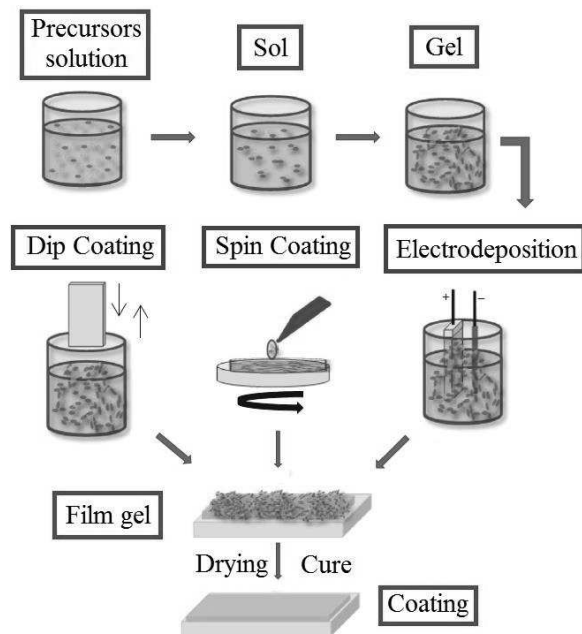 Precursors
solution
Sol
Gel
Dip Coating
Spin Coating
Electrodeposition
+ −
Film gel
Drying Cure
Coating